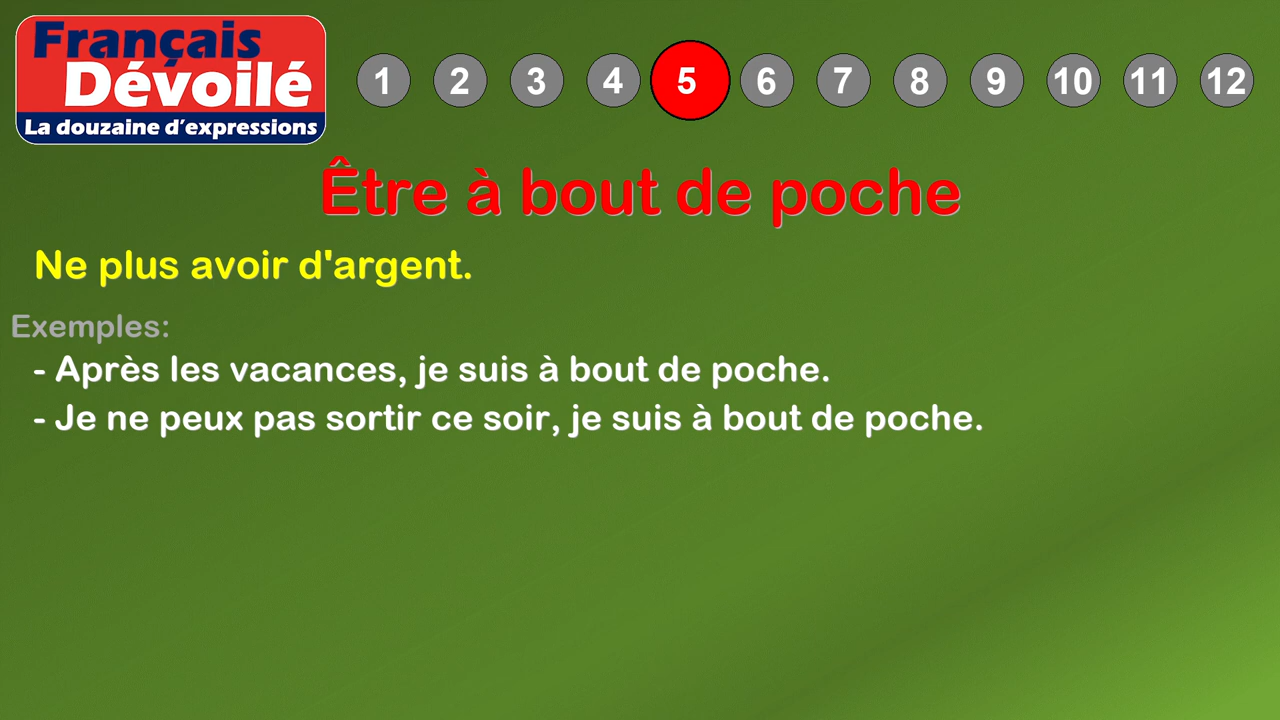 Français
Dévoilé
La douzaine d'expressions
1 2 3 4 5 6 7 8 9 10 11 12
Être à bout de poche
Ne plus avoir d'argent.
Exemples:
- Après les vacances, je suis à bout de poche.
- Je ne peux pas sortir ce soir, je suis à bout de poche.